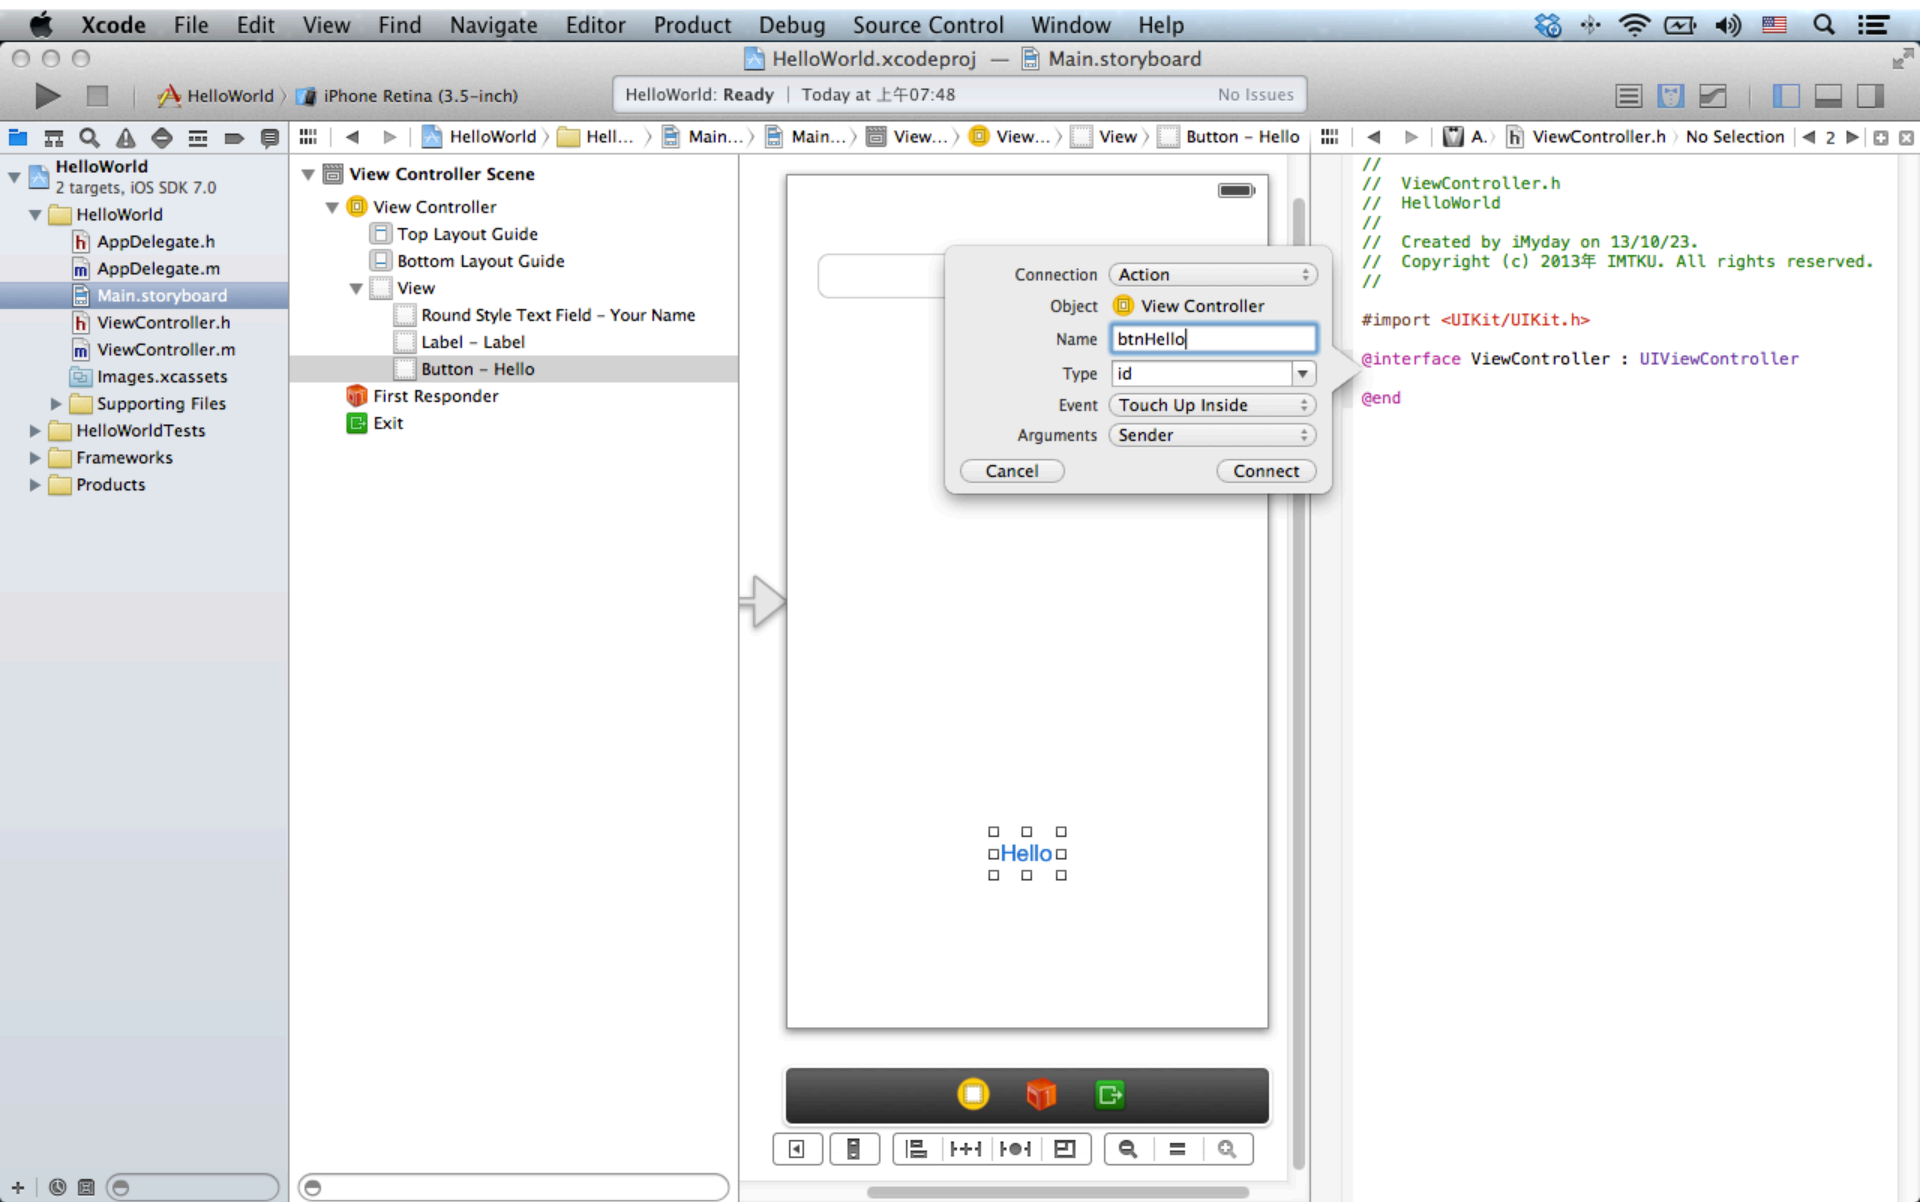 Xcode File Edit View Find Navigate Editor Product Debug Source Control Window Help
HelloWorld.xcodeproj — Main.storyboard
HelloWorld iPhone Retina (3.5-inch)
HelloWorld: Ready | Today at 上午07:48 No Issues
HelloWorld Hell... Main... Main... View... View... View Button - Hello
A. ViewController.h No Selection 2
HelloWorld
2 targets, iOS SDK 7.0
HelloWorld
AppDelegate.h
AppDelegate.m
Main.storyboard
ViewController.h
ViewController.m
Images.xcassets
Supporting Files
HelloWorldTests
Frameworks
Products
View Controller Scene
View Controller
Top Layout Guide
Bottom Layout Guide
View
Round Style Text Field - Your Name
Label - Label
Button - Hello
First Responder
Exit
Connection Action
Object View Controller
Name btnHello
Type id
Event Touch Up Inside
Arguments Sender
Cancel Connect
Hello
//
// ViewController.h
// HelloWorld
//
// Created by iMyday on 13/10/23.
// Copyright (c) 2013年 IMTKU. All rights reserved.
//
#import <UIKit/UIKit.h>
@interface ViewController : UIViewController
@end